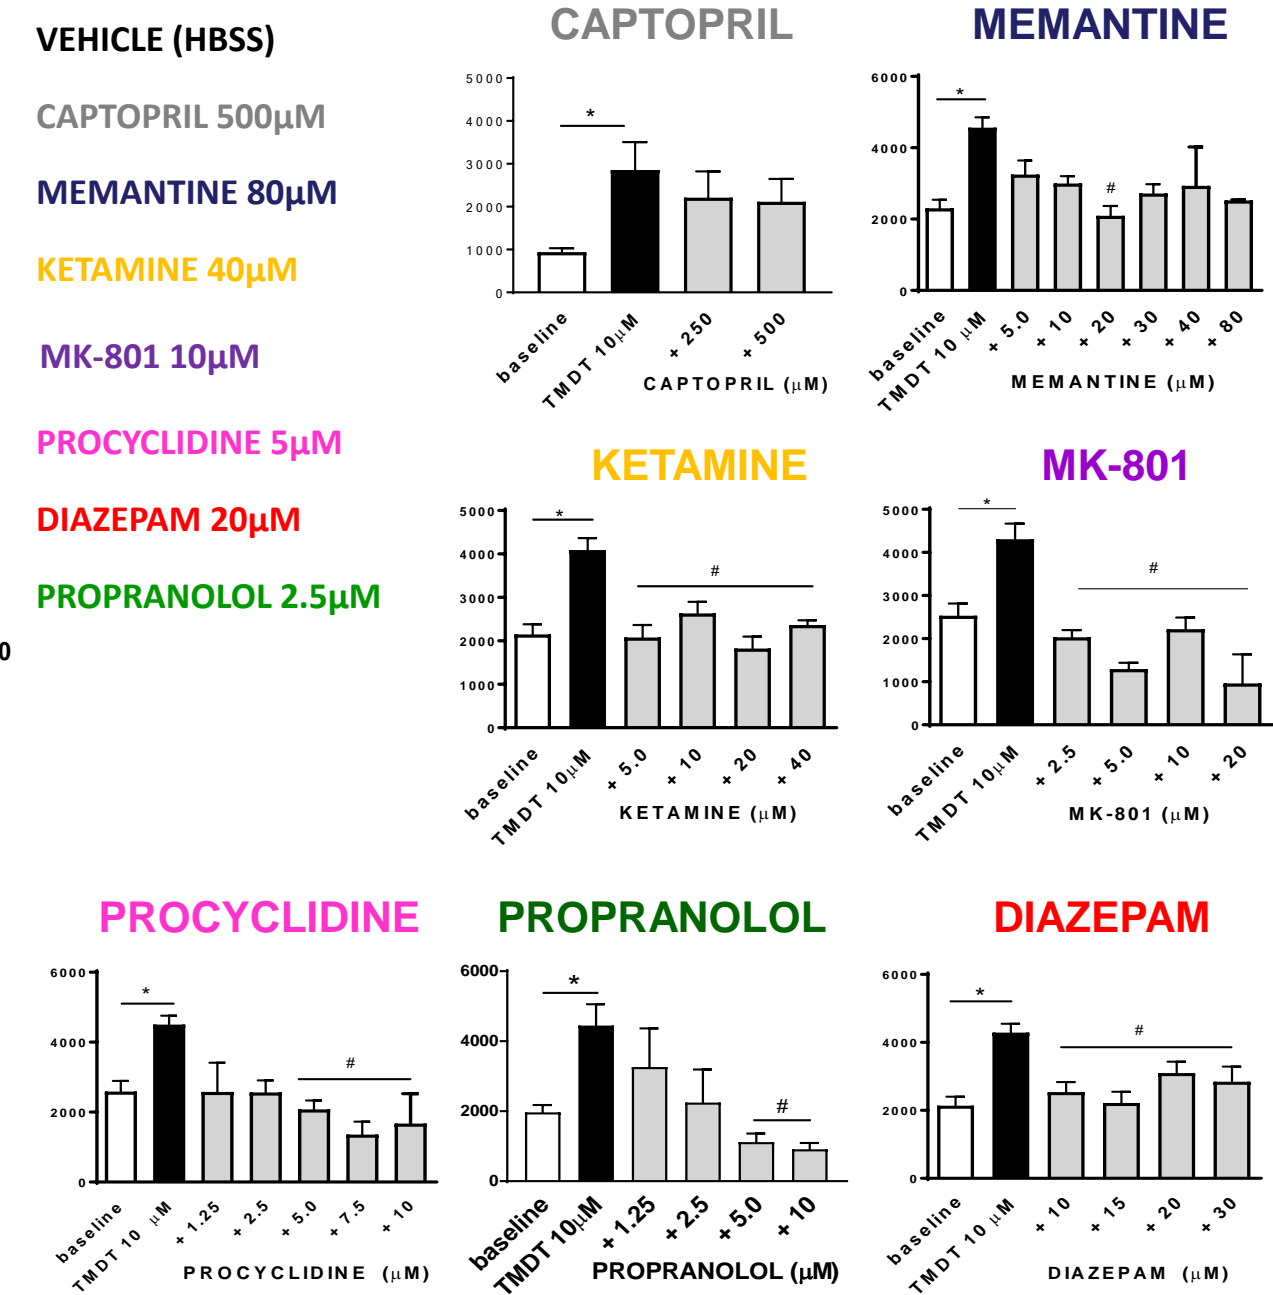 VEHICLE (HBSS)
CAPTOPRIL 500μM
MEMANTINE 80μM
KETAMINE 40μM
MK-801 10μM
PROCYCLIDINE 5μM
DIAZEPAM 20μM
PROPRANOLOL 2.5μM
0
CAPTOPRIL
5000
4000
3000
2000
1000
0
*
baseline
TMDT 10μM
+ 250
+ 500
CAPTOPRIL (μM)
MEMANTINE
6000
4000
2000
0
*
#
baseline
TMDT 10 μM
+ 5.0
+ 10
+ 20
+ 30
+ 40
+ 80
MEMANTINE (μM)
KETAMINE
5000
4000
3000
2000
1000
0
*
#
baseline
TMDT 10μM
+ 5.0
+ 10
+ 20
+ 40
KETAMINE (μM)
MK-801
5000
4000
3000
2000
1000
0
*
#
baseline
TMDT 10μM
+ 2.5
+ 5.0
+ 10
+ 20
MK-801 (μM)
PROCYCLIDINE
6000
4000
2000
0
*
#
baseline
TMDT 10 μM
+ 1.25
+ 2.5
+ 5.0
+ 7.5
+ 10
PROCYCLIDINE (μM)
PROPRANOLOL
6000
4000
2000
0
*
#
baseline
TMDT 10μM
+ 1.25
+ 2.5
+ 5.0
+ 10
PROPRANOLOL (μM)
DIAZEPAM
6000
4000
2000
0
*
#
baseline
TMDT 10 μM
+ 10
+ 15
+ 20
+ 30
DIAZEPAM (μM)